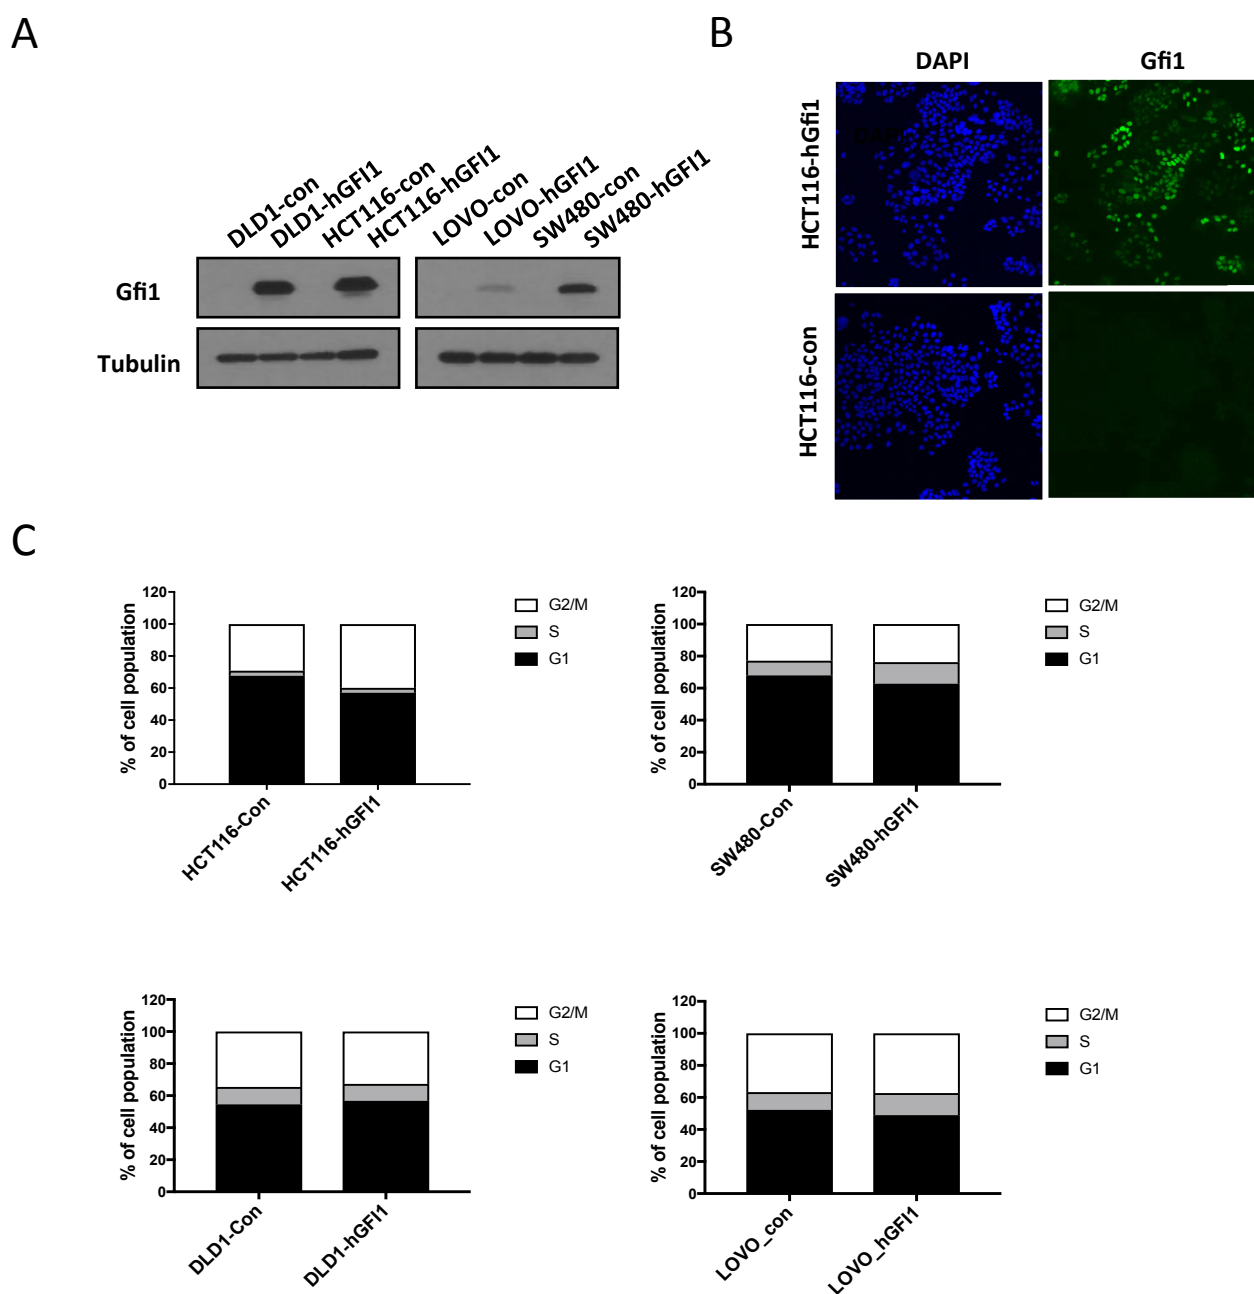 A
B
DAPI
Gfi1
DLD1-con
DLD1-hGFI1
HCT116-con
HCT116-hGFI1
LOVO-con
LOVO-hGFI1
SW480-con
SW480-hGFI1
Gfi1
Tubulin
HCT116-hGfi1
DAPI
HCT116-con
C
% of cell population
120
100
80
60
40
20
0
HCT116-Con
HCT116-hGFI1
G2/M
S
G1
% of cell population
120
100
80
60
40
20
0
SW480-Con
SW480-hGFI1
G2/M
S
G1
% of cell population
120
100
80
60
40
20
0
DLD1-Con
DLD1-hGFI1
G2/M
S
G1
% of cell population
120
100
80
60
40
20
0
LOVO_con
LOVO_hGFI1
G2/M
S
G1